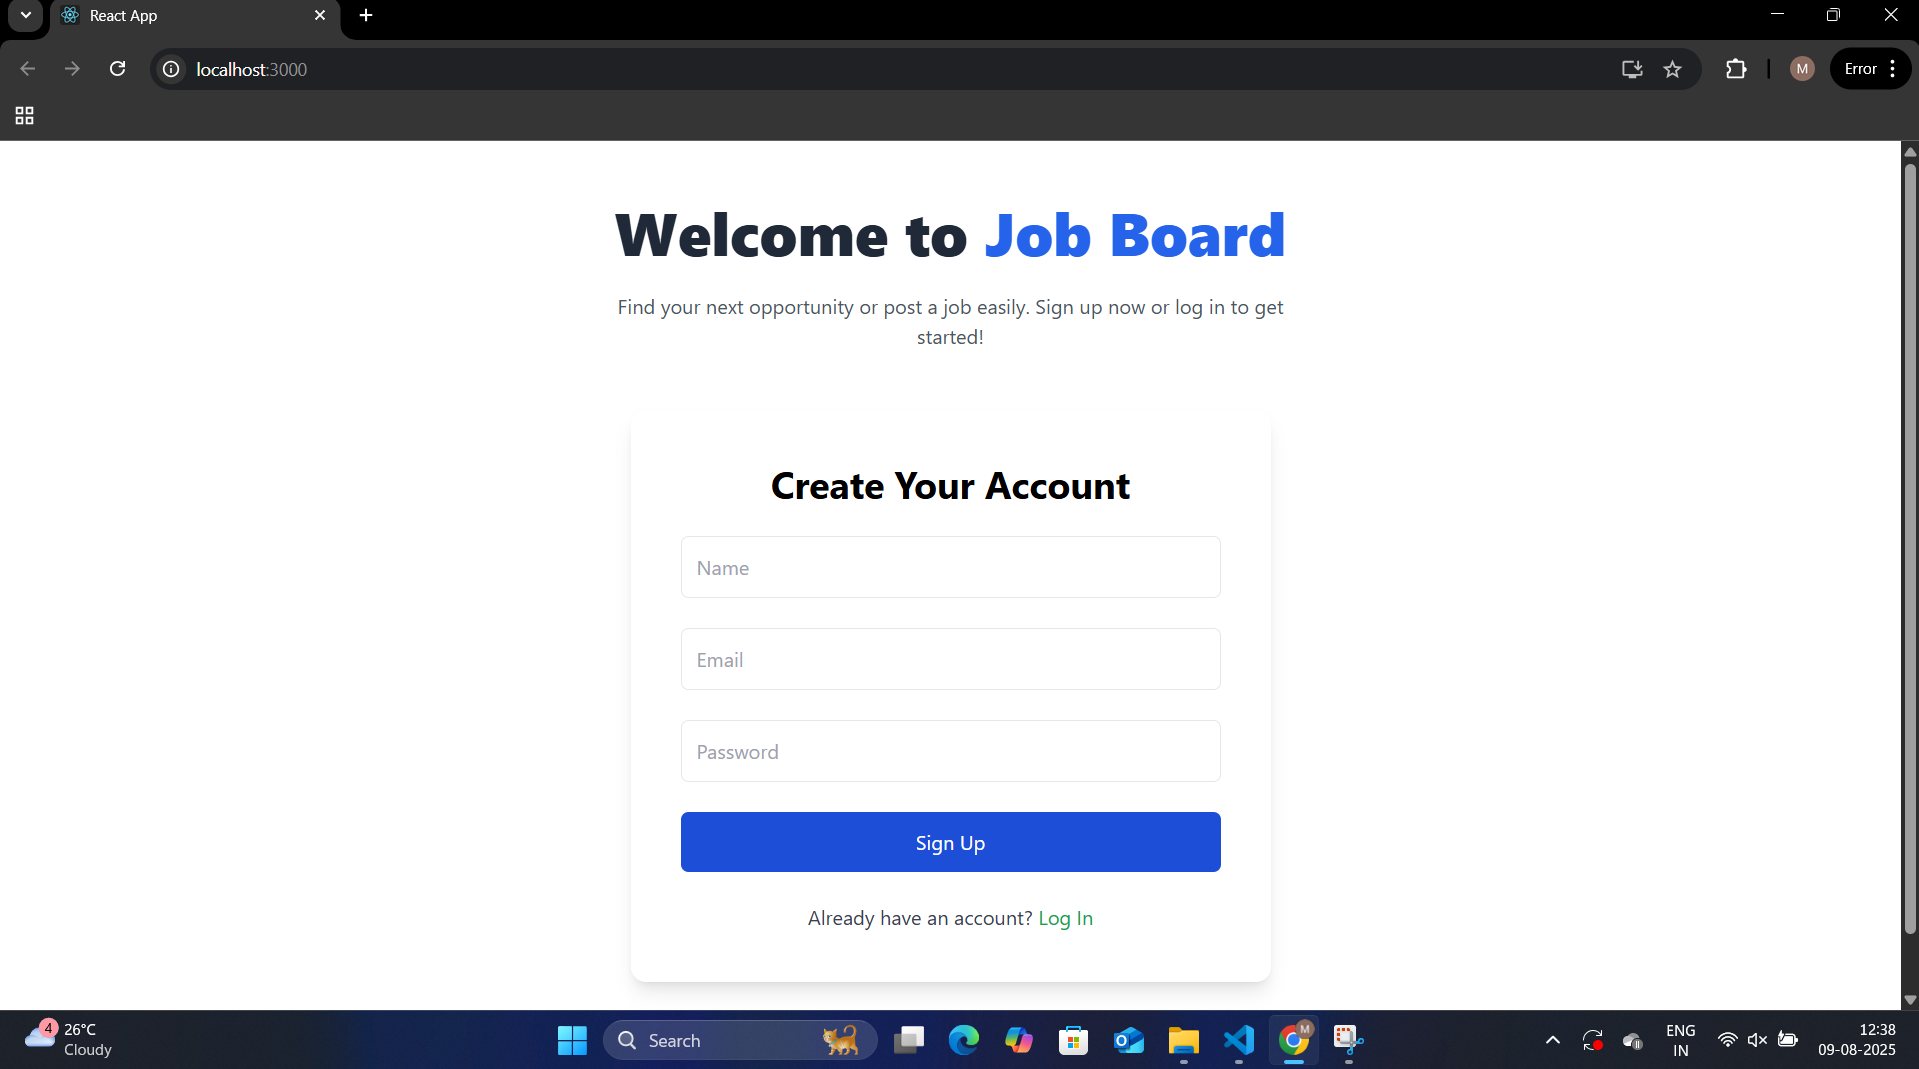 React App
localhost:3000
M
Error
Welcome to Job Board
Find your next opportunity or post a job easily. Sign up now or log in to get
started!
Create Your Account
Name
Email
Password
Sign Up
Already have an account? Log In
4
26°C
Cloudy
Search
M
ENG
IN
12:38
09-08-2025